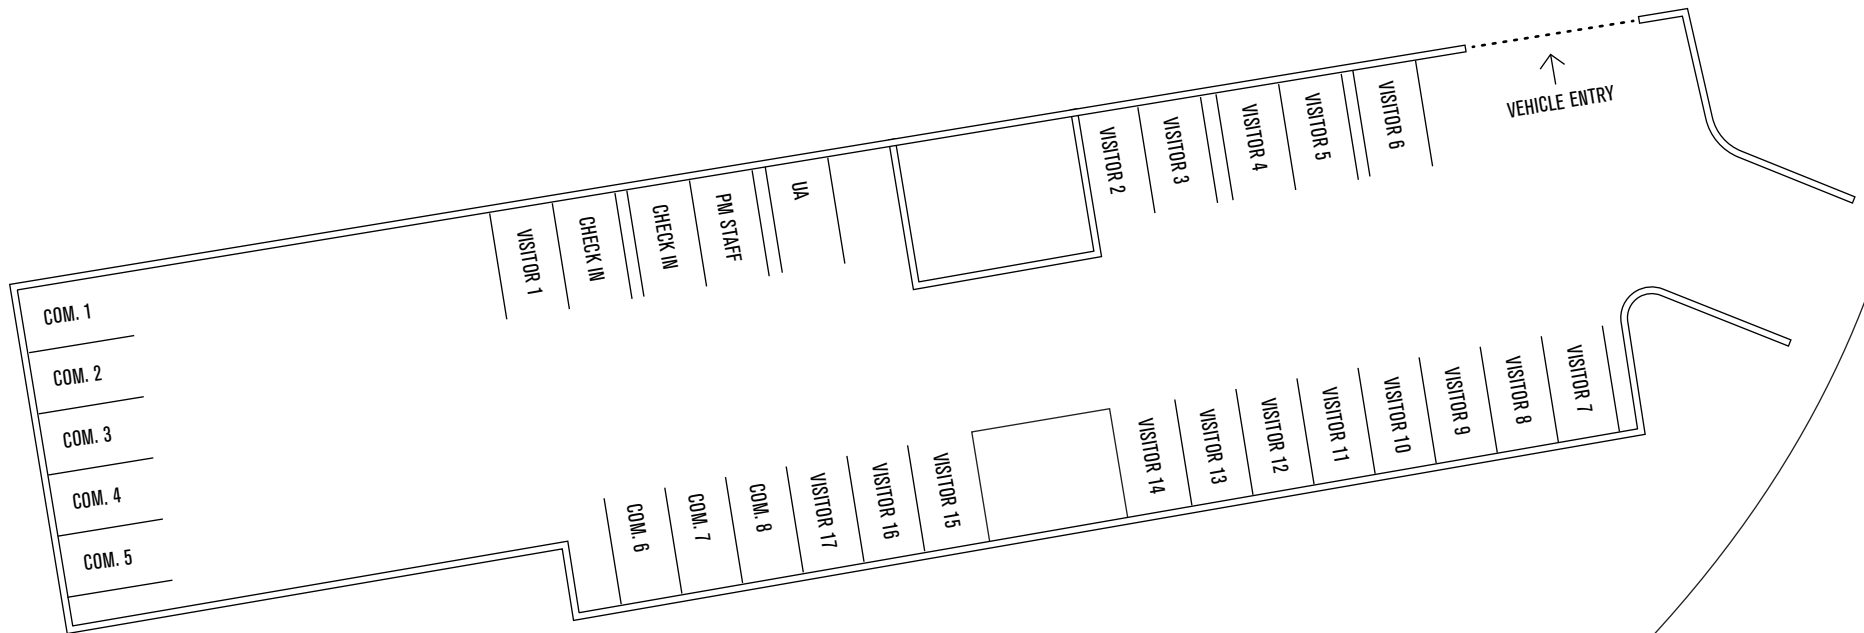 VEHICLE ENTRY
VISITOR 6
VISITOR 5
VISITOR 4
VISITOR 3
VISITOR 2
UA
PM STAFF
CHECK IN
CHECK IN
VISITOR 1
COM. 1
COM. 2
COM. 3
COM. 4
COM. 5
COM. 6
COM. 7
COM. 8
VISITOR 17
VISITOR 16
VISITOR 15
VISITOR 14
VISITOR 13
VISITOR 12
VISITOR 11
VISITOR 10
VISITOR 9
VISITOR 8
VISITOR 7